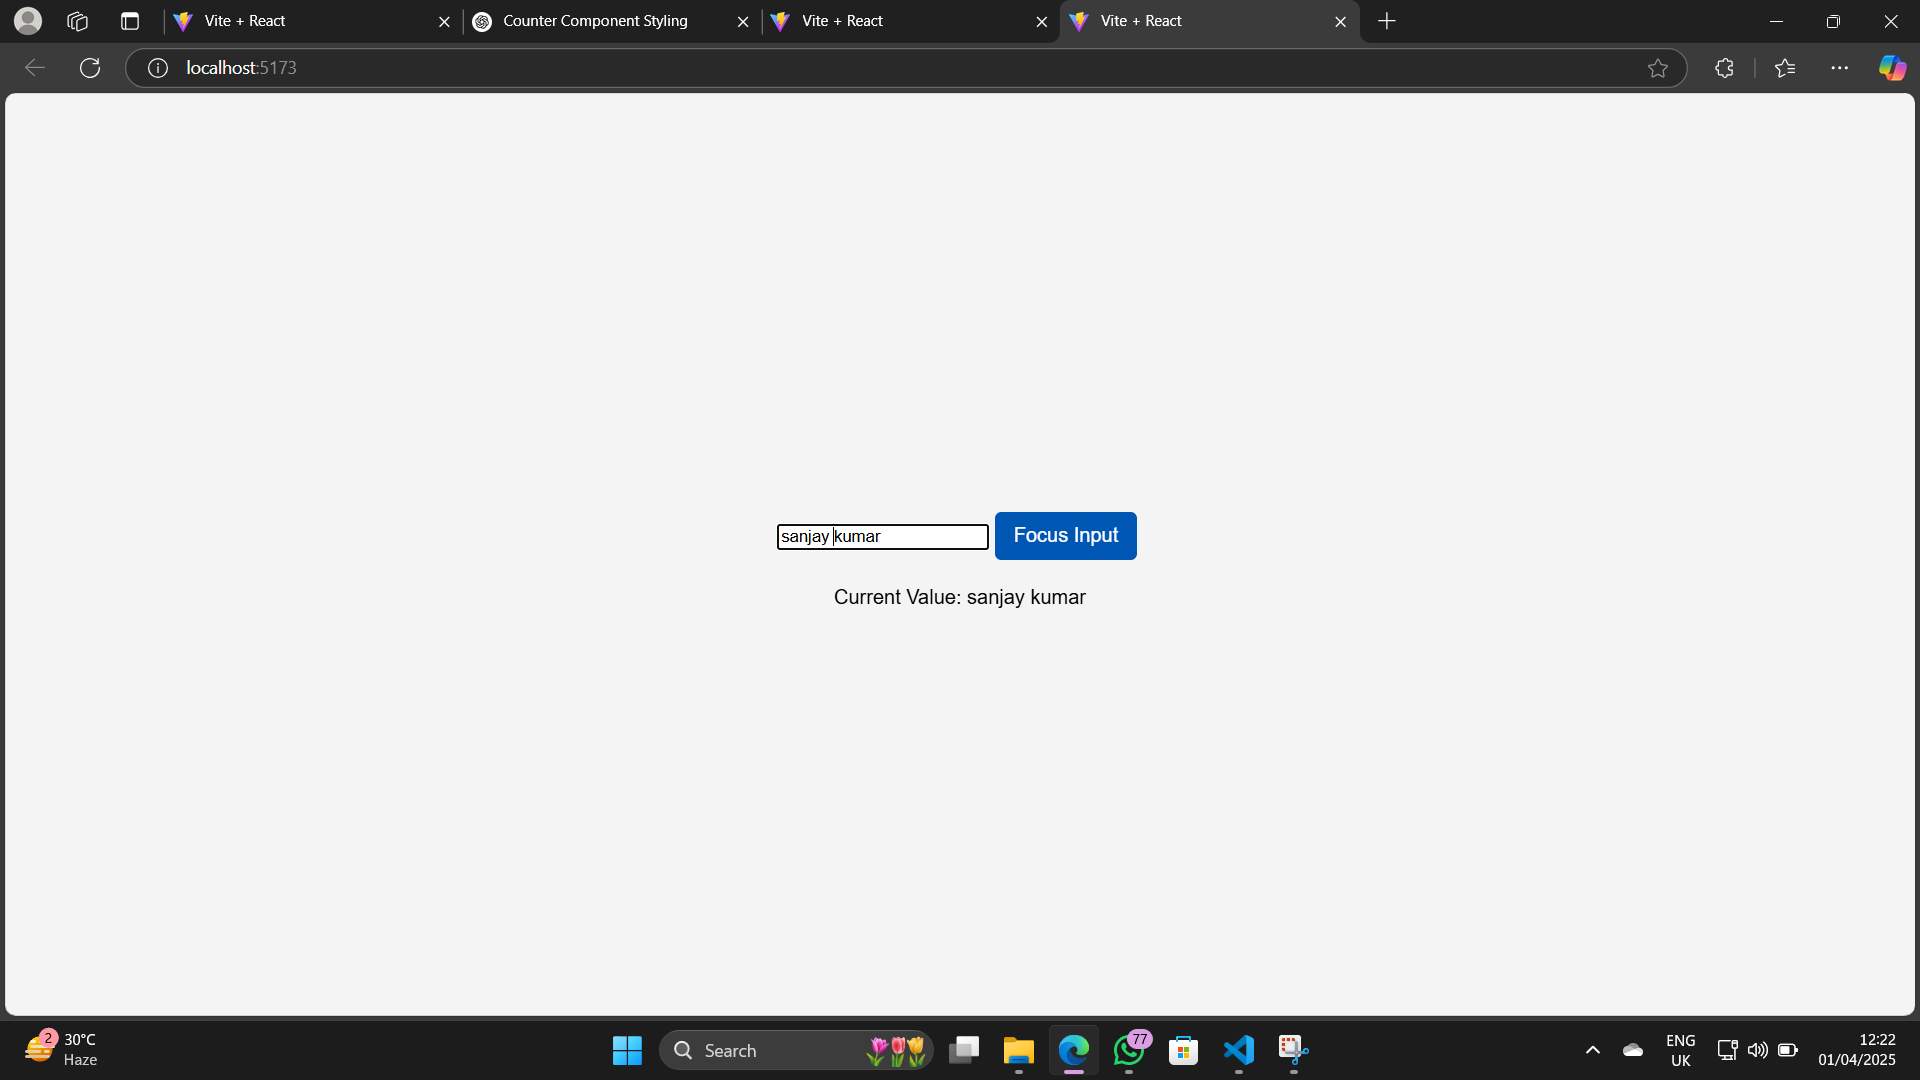 Vite + React
Counter Component Styling
Vite + React
Vite + React
localhost:5173
sanjay kumar
Focus Input
Current Value: sanjay kumar
2
30°C
Haze
Search
77
ENG
UK
12:22
01/04/2025